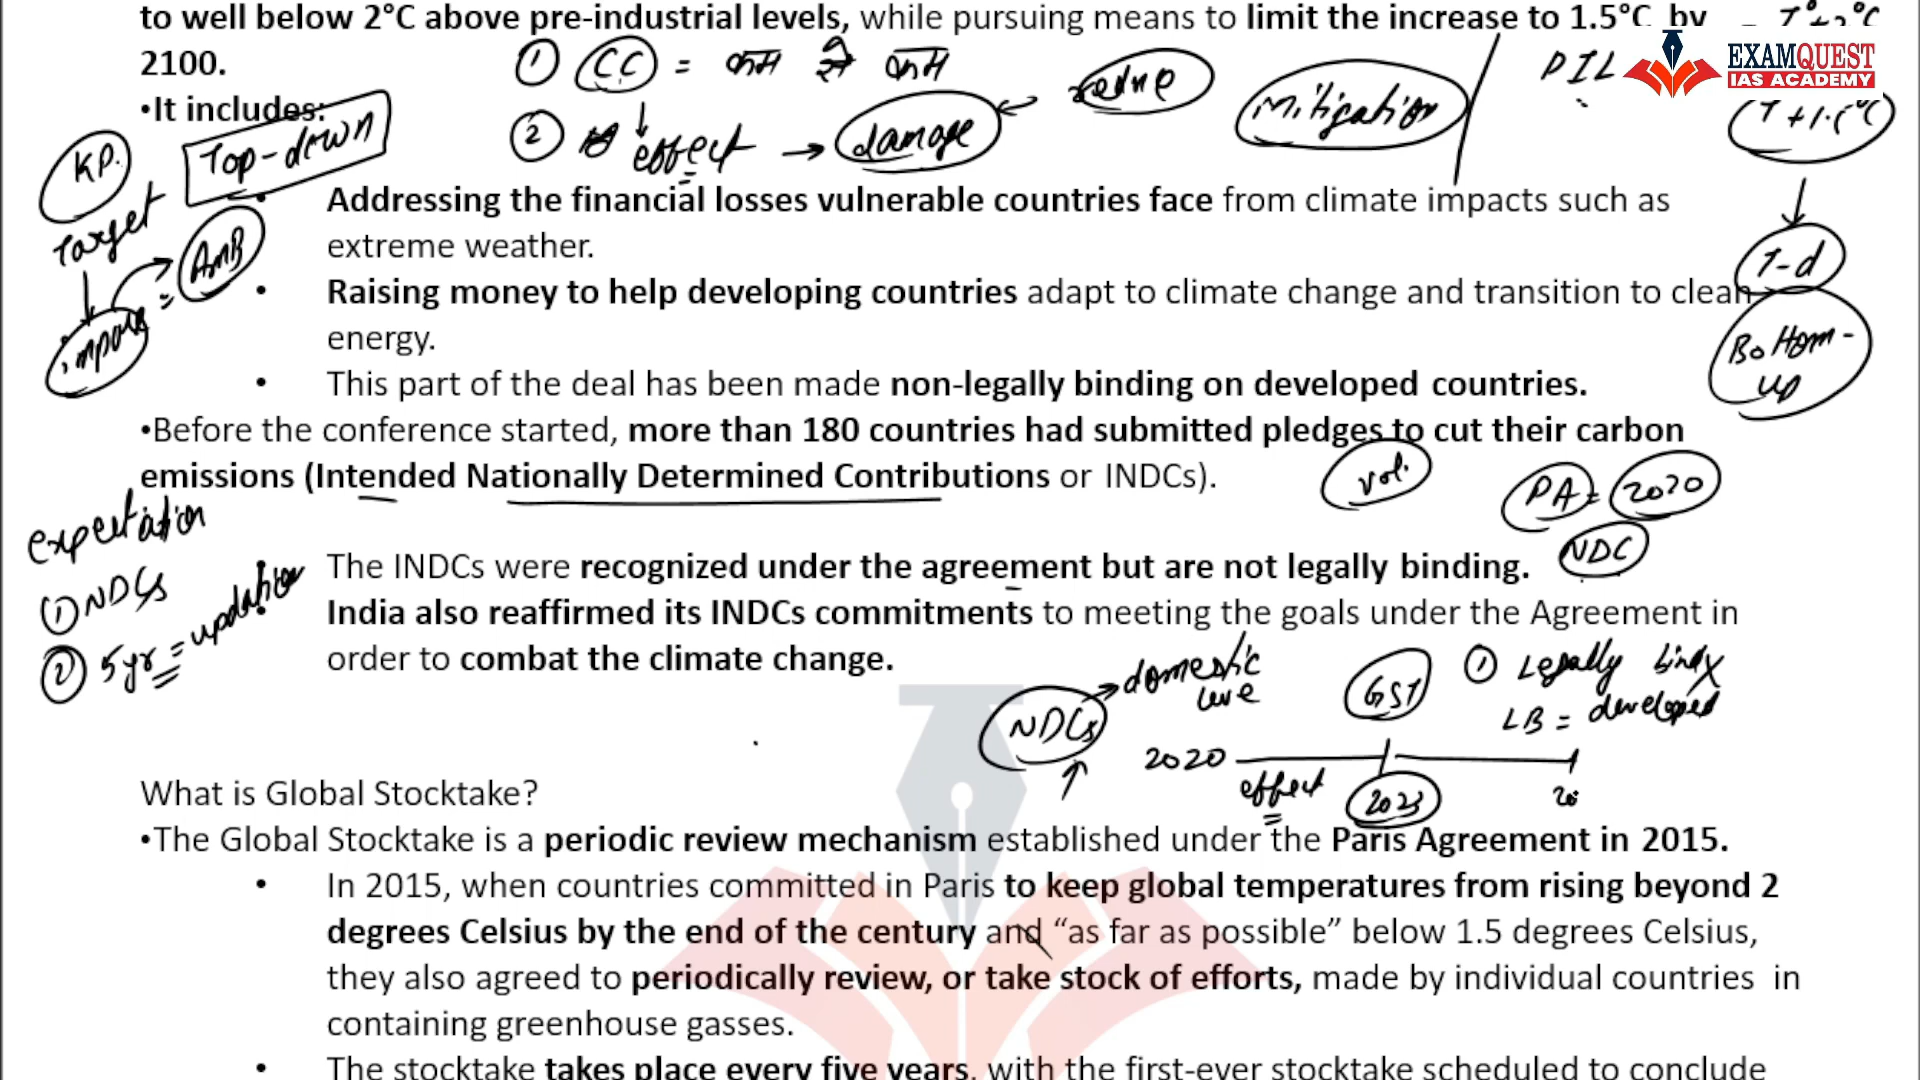 to well below 2°C above pre-industrial levels, while pursuing means to limit the increase to 1.5°C by
2100.
① CC = कम से कम
PIL
EXAMQUEST
IAS ACADEMY
•It includes:
KP.
Top-down
② effect → damage ← reduce
Mitigation
T+1.5°C
Target
AMB
• Addressing the financial losses vulnerable countries face from climate impacts such as
extreme weather.
T-d
• Raising money to help developing countries adapt to climate change and transition to clean
energy.
Bottom-
up
• This part of the deal has been made non-legally binding on developed countries.
•Before the conference started, more than 180 countries had submitted pledges to cut their carbon
emissions (Intended Nationally Determined Contributions or INDCs).
vol.
PA = 2020
NDC
expectation
① NDCs
② 5yr = updation
• The INDCs were recognized under the agreement but are not legally binding.
• India also reaffirmed its INDCs commitments to meeting the goals under the Agreement in
order to combat the climate change.
NDCs → domestic
GST
① Legally
LB = developed
2020
effect
2023
20
What is Global Stocktake?
•The Global Stocktake is a periodic review mechanism established under the Paris Agreement in 2015.
• In 2015, when countries committed in Paris to keep global temperatures from rising beyond 2
degrees Celsius by the end of the century and “as far as possible” below 1.5 degrees Celsius,
they also agreed to periodically review, or take stock of efforts, made by individual countries in
containing greenhouse gasses.
• The stocktake takes place every five years, with the first-ever stocktake scheduled to conclude